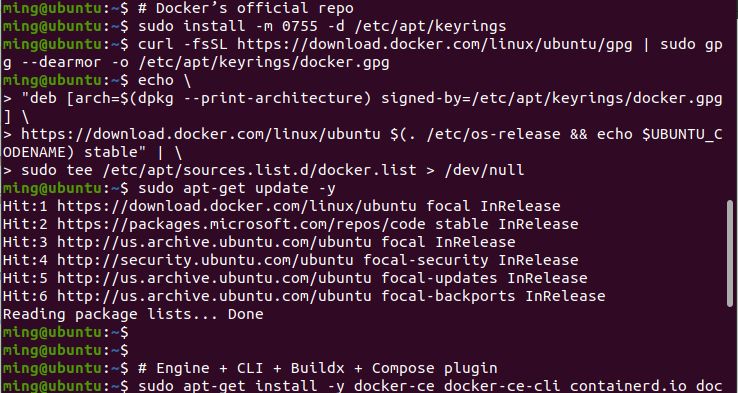 ming@ubuntu:~$ # Docker’s official repo
ming@ubuntu:~$ sudo install -m 0755 -d /etc/apt/keyrings
ming@ubuntu:~$ curl -fsSL https://download.docker.com/linux/ubuntu/gpg | sudo gp
g --dearmor -o /etc/apt/keyrings/docker.gpg
ming@ubuntu:~$ echo \
> "deb [arch=$(dpkg --print-architecture) signed-by=/etc/apt/keyrings/docker.gpg
] \
> https://download.docker.com/linux/ubuntu $(. /etc/os-release && echo $UBUNTU_C
ODENAME) stable" | \
> sudo tee /etc/apt/sources.list.d/docker.list > /dev/null
ming@ubuntu:~$ sudo apt-get update -y
Hit:1 https://download.docker.com/linux/ubuntu focal InRelease
Hit:2 https://packages.microsoft.com/repos/code stable InRelease
Hit:3 http://us.archive.ubuntu.com/ubuntu focal InRelease
Hit:4 http://security.ubuntu.com/ubuntu focal-security InRelease
Hit:5 http://us.archive.ubuntu.com/ubuntu focal-updates InRelease
Hit:6 http://us.archive.ubuntu.com/ubuntu focal-backports InRelease
Reading package lists... Done
ming@ubuntu:~$
ming@ubuntu:~$
ming@ubuntu:~$ # Engine + CLI + Buildx + Compose plugin
ming@ubuntu:~$ sudo apt-get install -y docker-ce docker-ce-cli containerd.io doc